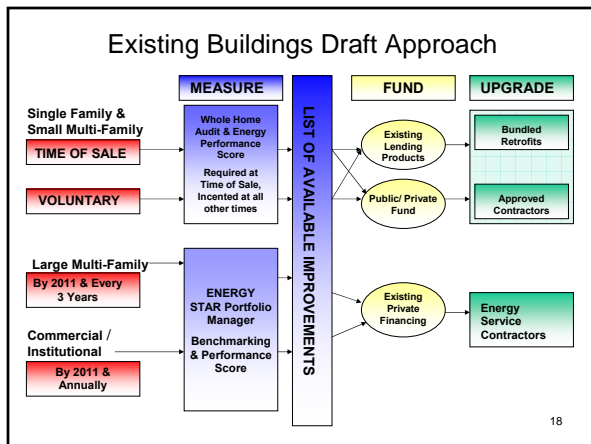 Existing Buildings Draft Approach
MEASURE
FUND
UPGRADE
Single Family &
Small Multi-Family
TIME OF SALE
VOLUNTARY
Large Multi-Family
By 2011 & Every
3 Years
Commercial /
Institutional
By 2011 &
Annually
Whole Home
Audit & Energy
Performance
Score
Required at
Time of Sale,
Incented at all
other times
ENERGY
STAR Portfolio
Manager
Benchmarking
& Performance
Score
LIST OF AVAILABLE IMPROVEMENTS
Existing
Lending
Products
Public/ Private
Fund
Existing
Private
Financing
Bundled
Retrofits
Approved
Contractors
Energy
Service
Contractors
18